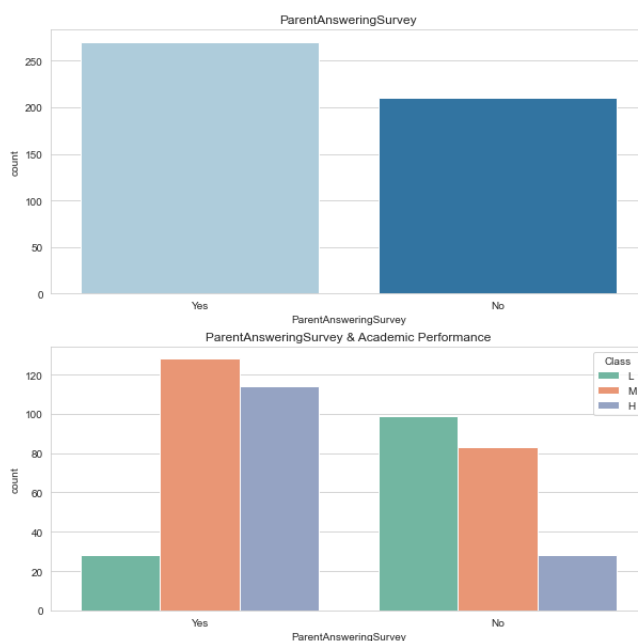 ParentAnsweringSurvey
250
200
150
100
50
0
count
Yes No
ParentAnsweringSurvey
ParentAnsweringSurvey & Academic Performance
Class
L
M
H
120
100
80
60
40
20
0
count
Yes No
ParentAnsweringSurvey